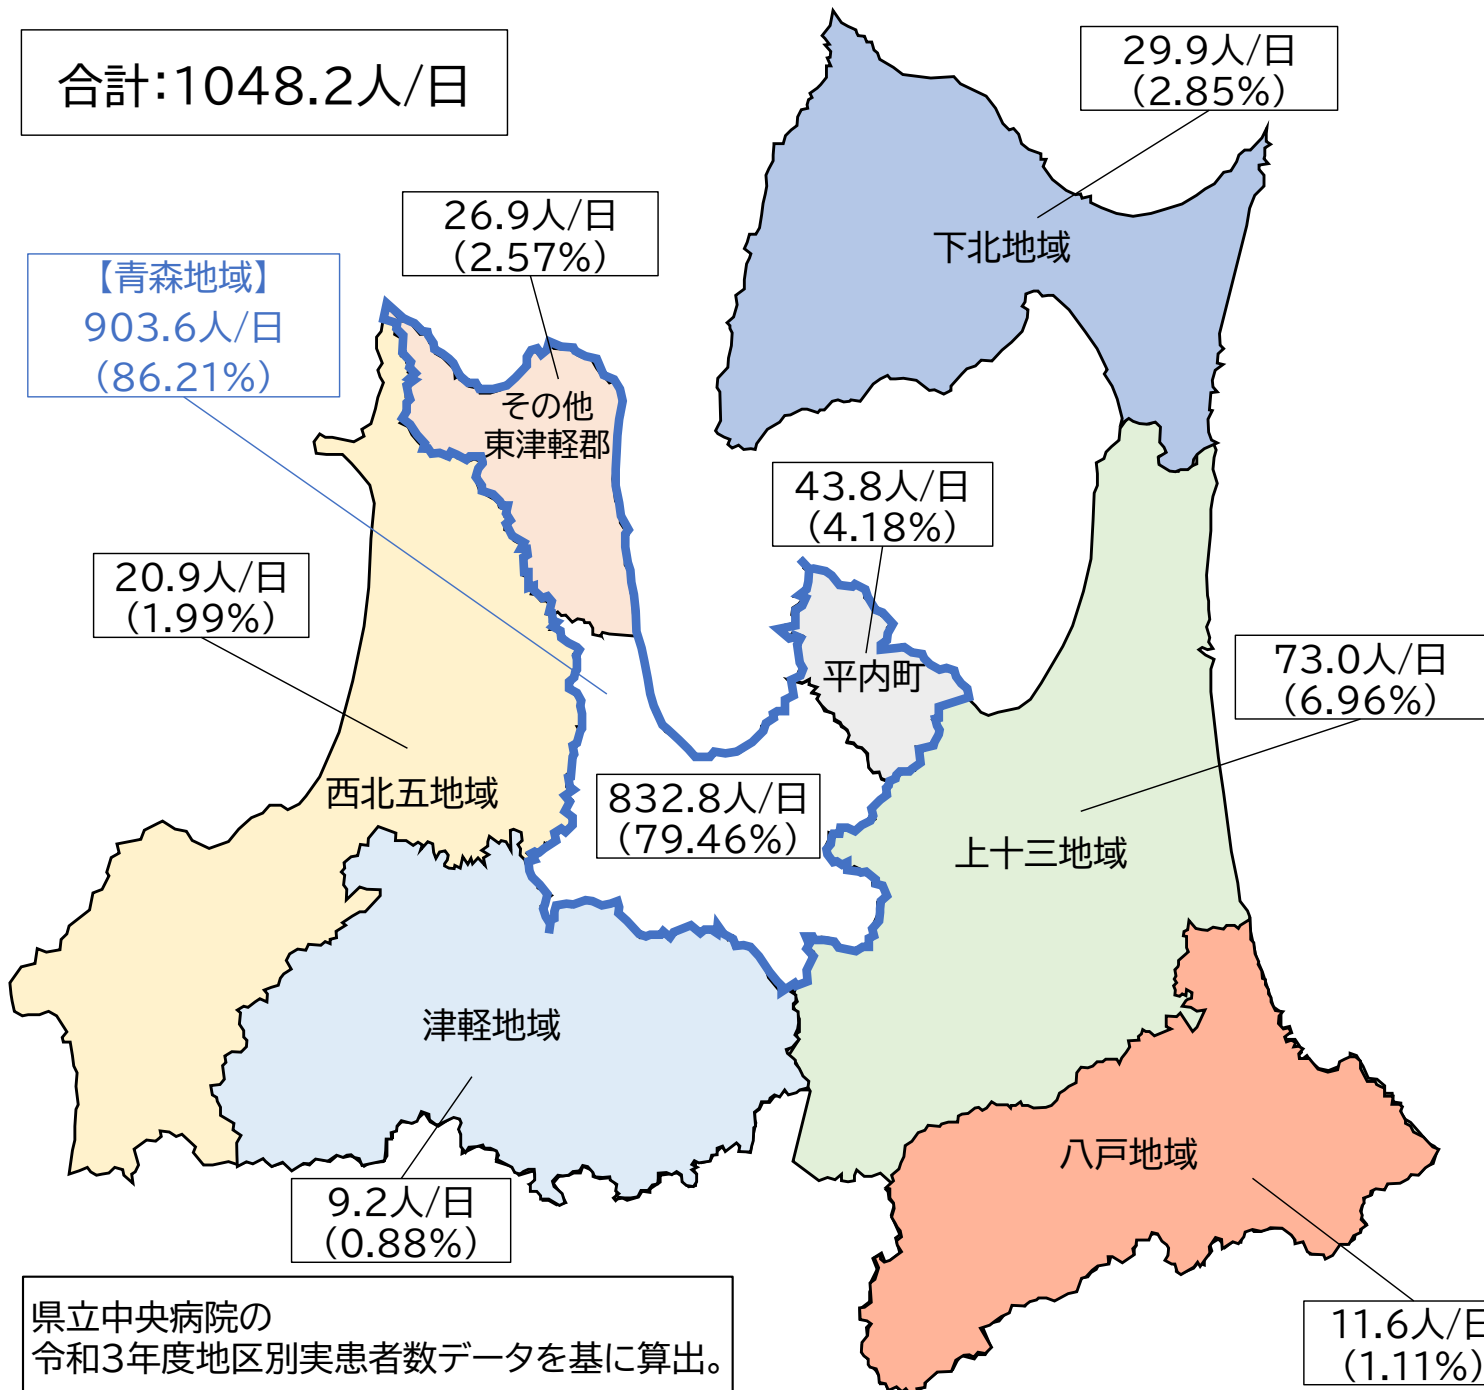 合計:1048.2人/日
29.9人/日
(2.85%)
下北地域
26.9人/日
(2.57%)
その他
東津軽郡
【青森地域】
903.6人/日
(86.21%)
43.8人/日
(4.18%)
平内町
20.9人/日
(1.99%)
西北五地域
73.0人/日
(6.96%)
上十三地域
832.8人/日
(79.46%)
津軽地域
9.2人/日
(0.88%)
八戸地域
11.6人/日
(1.11%)
県立中央病院の
令和3年度地区別実患者数データを基に算出。